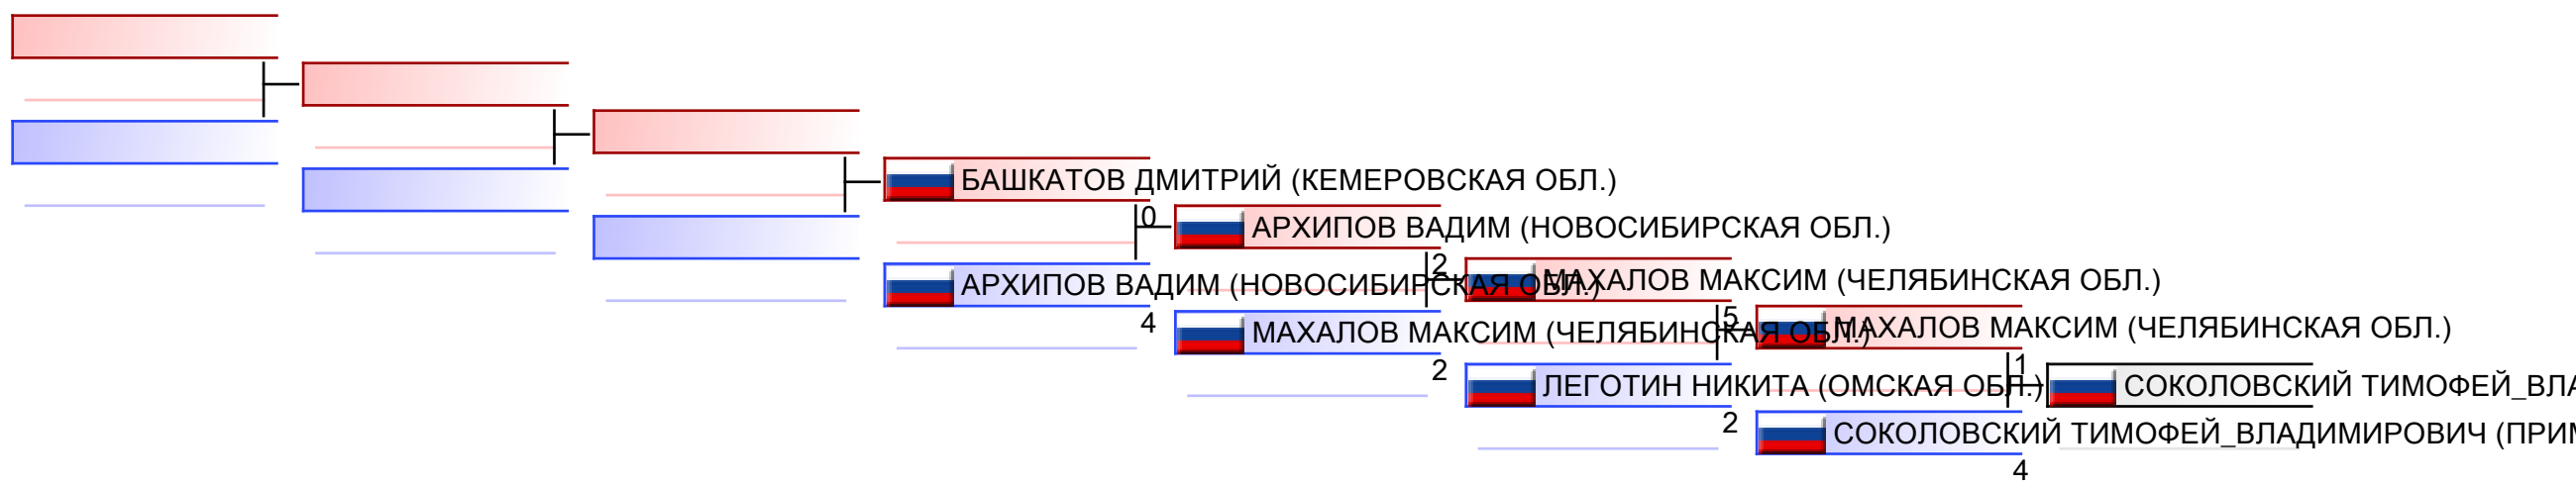 БАШКАТОВ ДМИТРИЙ (КЕМЕРОВСКАЯ ОБЛ.)
0
АРХИПОВ ВАДИМ (НОВОСИБИРСКАЯ ОБЛ.)
АРХИПОВ ВАДИМ (НОВОСИБИРСКАЯ ОБЛ.)
4
2
МАХАЛОВ МАКСИМ (ЧЕЛЯБИНСКАЯ ОБЛ.)
МАХАЛОВ МАКСИМ (ЧЕЛЯБИНСКАЯ ОБЛ.)
2
5
МАХАЛОВ МАКСИМ (ЧЕЛЯБИНСКАЯ ОБЛ.)
ЛЕГОТИН НИКИТА (ОМСКАЯ ОБЛ.)
2
1
СОКОЛОВСКИЙ ТИМОФЕЙ_ВЛА
СОКОЛОВСКИЙ ТИМОФЕЙ_ВЛАДИМИРОВИЧ (ПРИМ
4